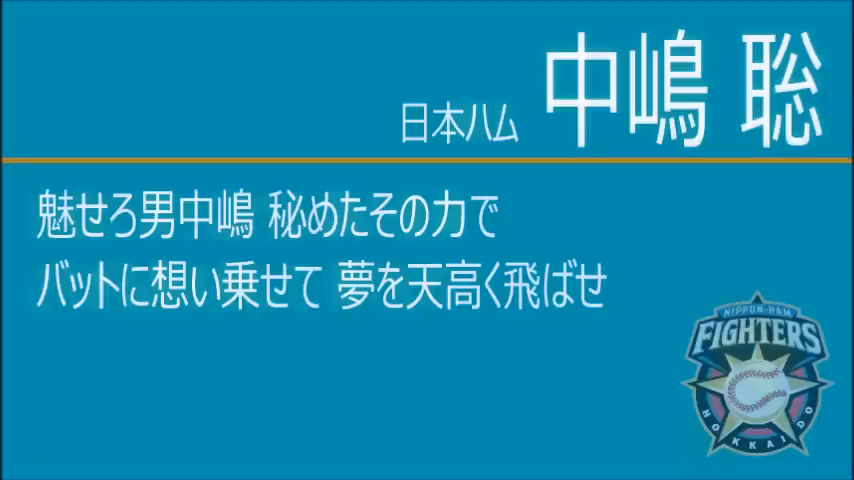 日本ハム 中嶋 聡
魅せろ男中嶋 秘めたその力で
バットに想い乗せて 夢を天高く飛ばせ
NIPPON-HAM
FIGHTERS
HOKKAIDO